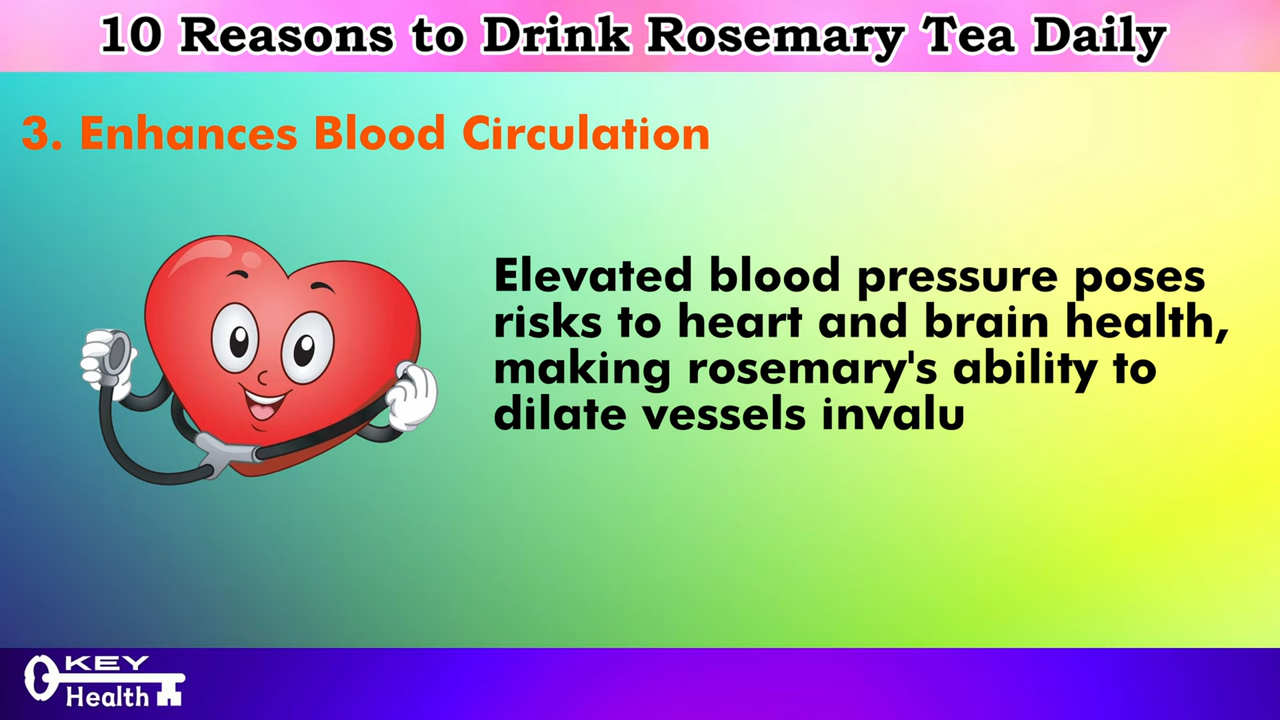 10 Reasons to Drink Rosemary Tea Daily
3. Enhances Blood Circulation
Elevated blood pressure poses
risks to heart and brain health,
making rosemary's ability to
dilate vessels invalu
KEY
Health